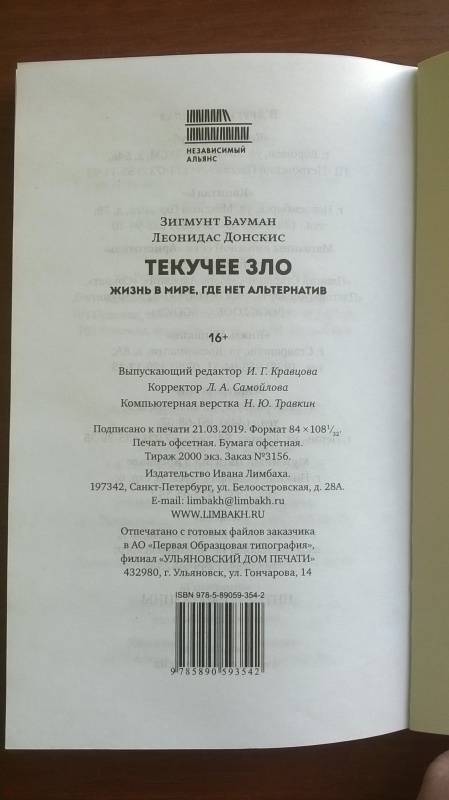 НЕЗАВИСИМЫЙ
АЛЬЯНС
Зигмунт Бауман
Леонидас Донскис
ТЕКУЧЕЕ ЗЛО
ЖИЗНЬ В МИРЕ, ГДЕ НЕТ АЛЬТЕРНАТИВ
16+
Выпускающий редактор И. Г. Кравцова
Корректор Л. А. Самойлова
Компьютерная верстка Н. Ю. Травкин
Подписано к печати 21.03.2019. Формат 84 × 108 1/32.
Печать офсетная. Бумага офсетная.
Тираж 2000 экз. Заказ №3156.
Издательство Ивана Лимбаха.
197342, Санкт-Петербург, ул. Белоостровская, д. 28А.
E-mail: limbakh@limbakh.ru
WWW.LIMBAKH.RU
Отпечатано с готовых файлов заказчика
в АО «Первая Образцовая типография»,
филиал «УЛЬЯНОВСКИЙ ДОМ ПЕЧАТИ»
432980, г. Ульяновск, ул. Гончарова, 14
ISBN 978-5-89059-354-2
9 785890 593542